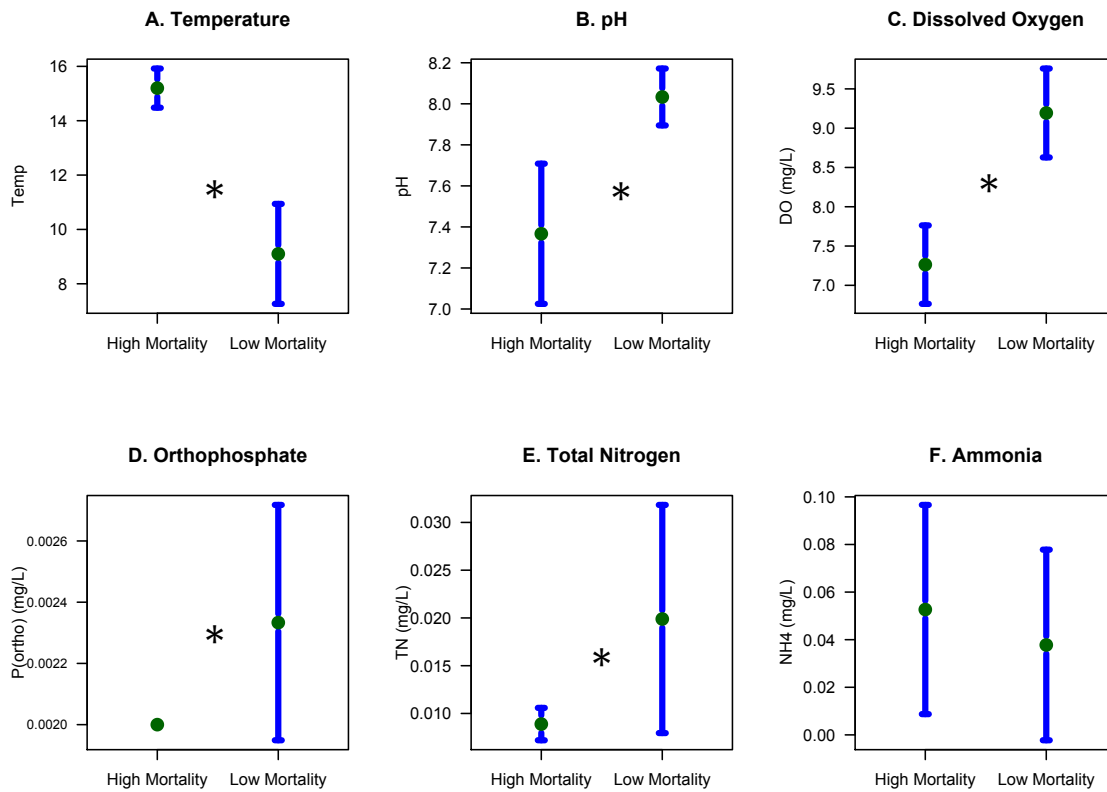 A. Temperature
16
14
12
10
8
Temp
*
High Mortality Low Mortality
B. pH
8.2
8.0
7.8
7.6
7.4
7.2
7.0
pH
*
High Mortality Low Mortality
C. Dissolved Oxygen
9.5
9.0
8.5
8.0
7.5
7.0
DO (mg/L)
*
High Mortality Low Mortality
D. Orthophosphate
0.0026
0.0024
0.0022
0.0020
P(ortho) (mg/L)
*
High Mortality Low Mortality
E. Total Nitrogen
0.030
0.025
0.020
0.015
0.010
TN (mg/L)
*
High Mortality Low Mortality
F. Ammonia
0.10
0.08
0.06
0.04
0.02
0.00
NH4 (mg/L)
High Mortality Low Mortality